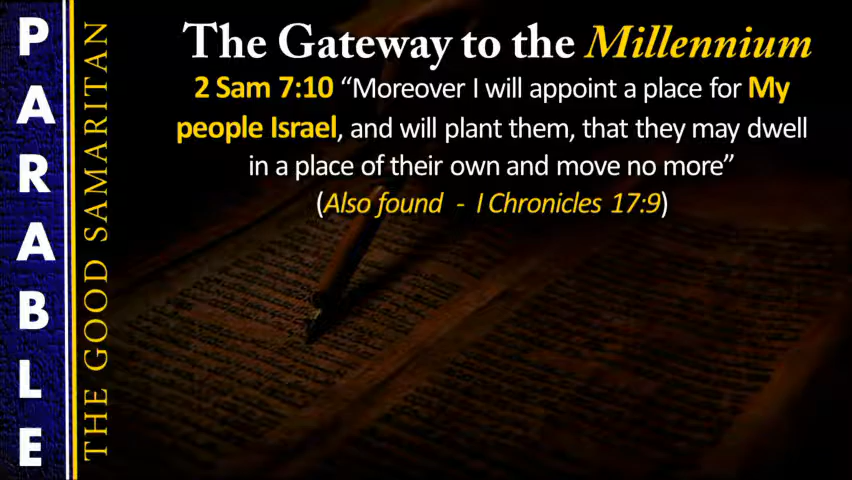 PARABLE
THE GOOD SAMARITAN
The Gateway to the Millennium
2 Sam 7:10 “Moreover I will appoint a place for My
people Israel, and will plant them, that they may dwell
in a place of their own and move no more”
(Also found - I Chronicles 17:9)